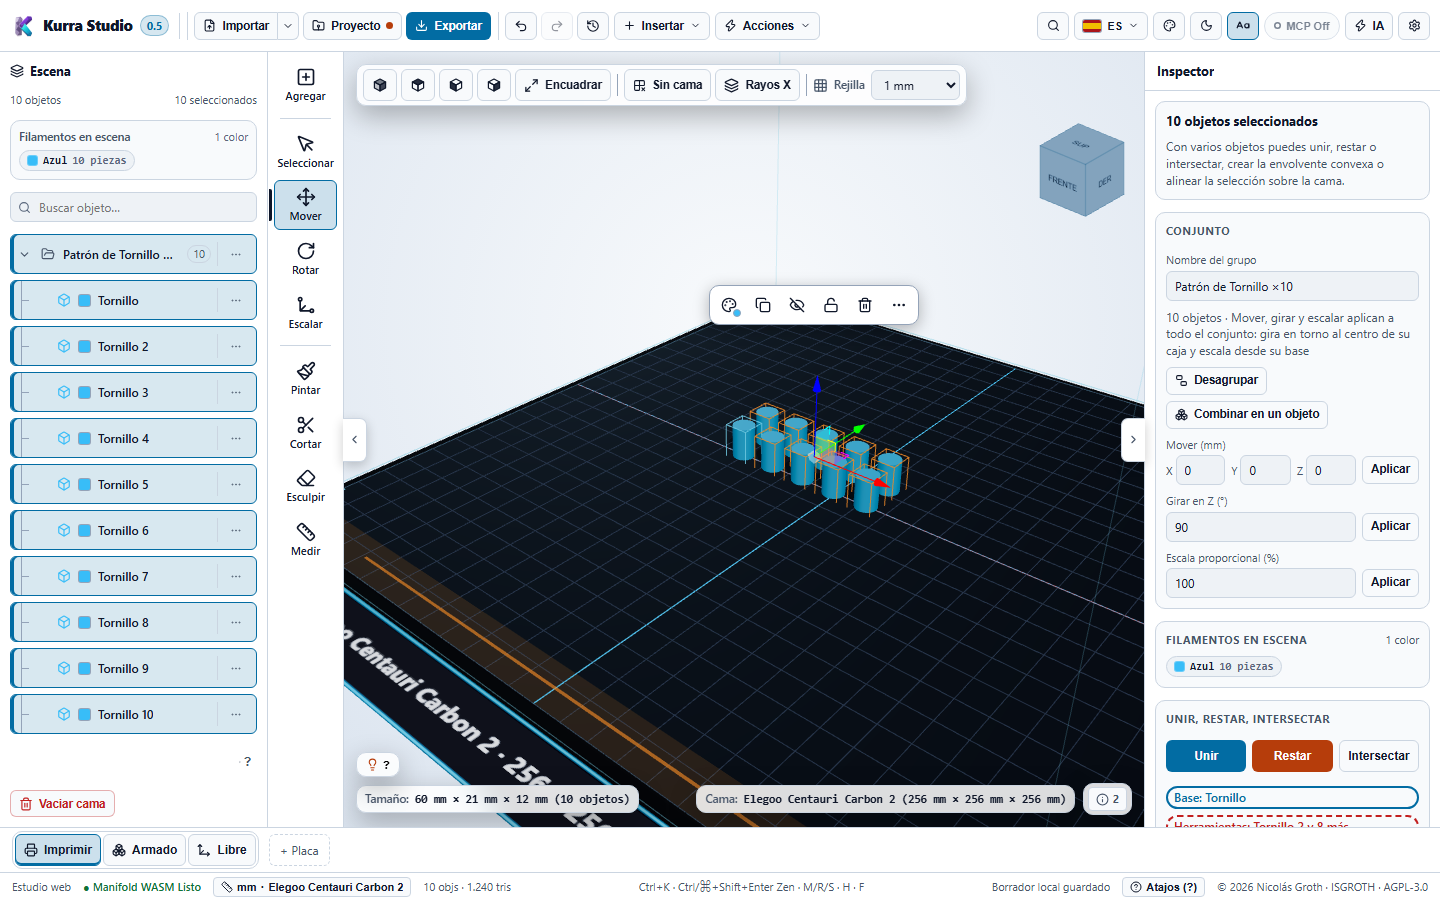 Kurra Studio 0.5
Importar
Proyecto
Exportar
Insertar
Acciones
ES
Aa
MCP Off
IA
Escena
10 objetos 10 seleccionados
Filamentos en escena 1 color
Azul 10 piezas
Buscar objeto...
Patrón de Tornillo ... 10
Tornillo
Tornillo 2
Tornillo 3
Tornillo 4
Tornillo 5
Tornillo 6
Tornillo 7
Tornillo 8
Tornillo 9
Tornillo 10
?
Vaciar cama
Agregar
Seleccionar
Mover
Rotar
Escalar
Pintar
Cortar
Esculpir
Medir
Encuadrar
Sin cama
Rayos X
Rejilla 1 mm
SUP
FRENTE
DER
Centauri Carbon 2 · 256
?
Tamaño: 60 mm × 21 mm × 12 mm (10 objetos)
Cama: Elegoo Centauri Carbon 2 (256 mm × 256 mm × 256 mm)
2
Inspector
10 objetos seleccionados
Con varios objetos puedes unir, restar o
intersectar, crear la envolvente convexa o
alinear la selección sobre la cama.
CONJUNTO
Nombre del grupo
Patrón de Tornillo ×10
10 objetos · Mover, girar y escalar aplican a
todo el conjunto: gira en torno al centro de su
caja y escala desde su base
Desagrupar
Combinar en un objeto
Mover (mm)
X 0 Y 0 Z 0 Aplicar
Girar en Z (°)
90 Aplicar
Escala proporcional (%)
100 Aplicar
FILAMENTOS EN ESCENA 1 color
Azul 10 piezas
UNIR, RESTAR, INTERSECTAR
Unir Restar Intersectar
Base: Tornillo
Herramientas: Tornillo 2 y 8 más
Imprimir
Armado
Libre
+ Placa
Estudio web
Manifold WASM Listo
mm · Elegoo Centauri Carbon 2
10 objs · 1.240 tris
Ctrl+K · Ctrl/⌘+Shift+Enter Zen · M/R/S · H · F
Borrador local guardado
Atajos (?)
© 2026 Nicolás Groth · ISGROTH · AGPL-3.0